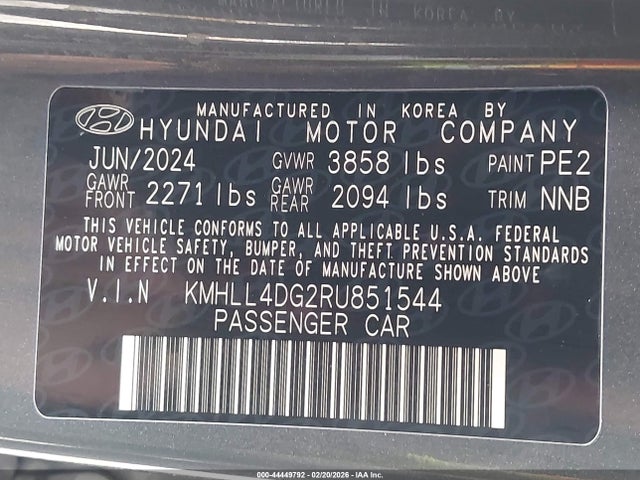 MANUFACTURED IN KOREA BY
HYUNDAI MOTOR COMPANY
JUN/2024 GVWR 3858 lbs PAINT PE2
GAWR FRONT 2271 lbs GAWR REAR 2094 lbs TRIM NNB
THIS VEHICLE CONFORMS TO ALL APPLICABLE U.S.A. FEDERAL
MOTOR VEHICLE SAFETY, BUMPER, AND THEFT PREVENTION STANDARDS
IN EFFECT ON THE DATE OF MANUFACTURE SHOWN ABOVE
V.I.N KMHLL4DG2RU851544
PASSENGER CAR
000-44449792 - 02/20/2026 - IAA Inc.